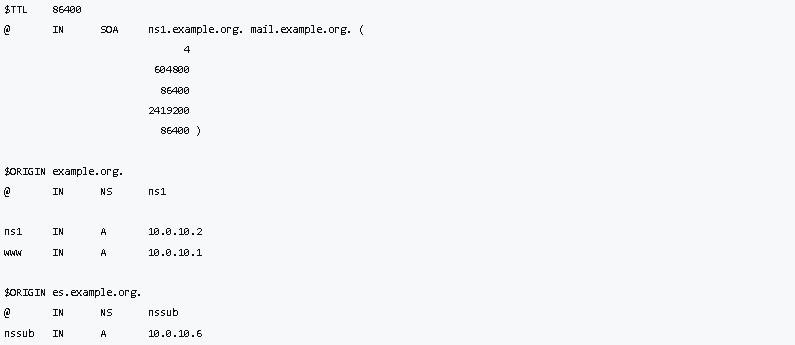 $TTL    86400
@       IN      SOA     ns1.example.org. mail.example.org. (
                              4
                         604800
                          86400
                        2419200
                          86400 )
$ORIGIN example.org.
@       IN      NS      ns1
ns1     IN      A       10.0.10.2
www     IN      A       10.0.10.1
$ORIGIN es.example.org.
@       IN      NS      nssub
nssub   IN      A       10.0.10.6